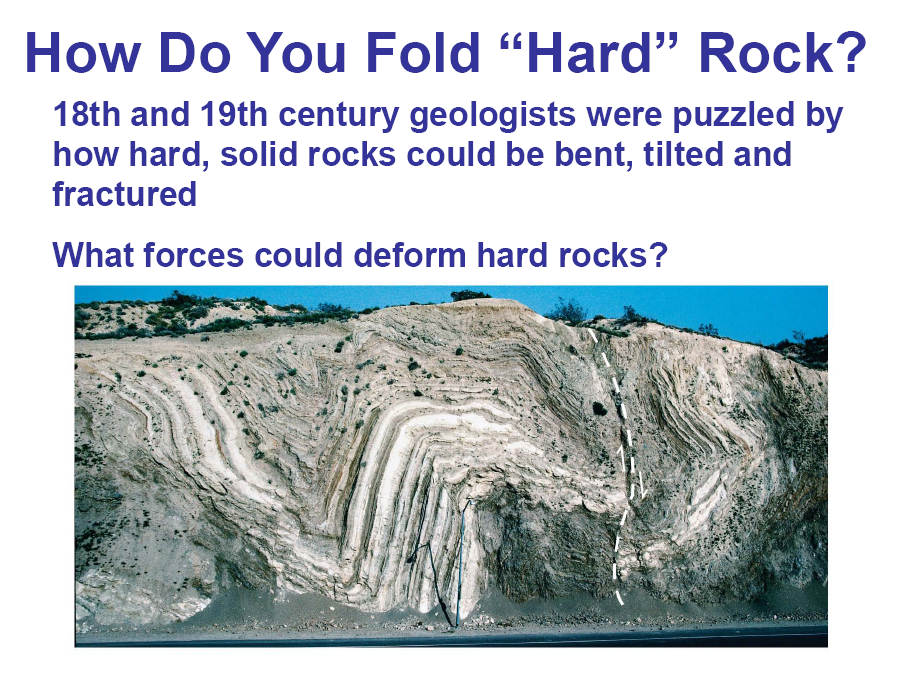 How Do You Fold “Hard” Rock?
18th and 19th century geologists were puzzled by
how hard, solid rocks could be bent, tilted and
fractured
What forces could deform hard rocks?